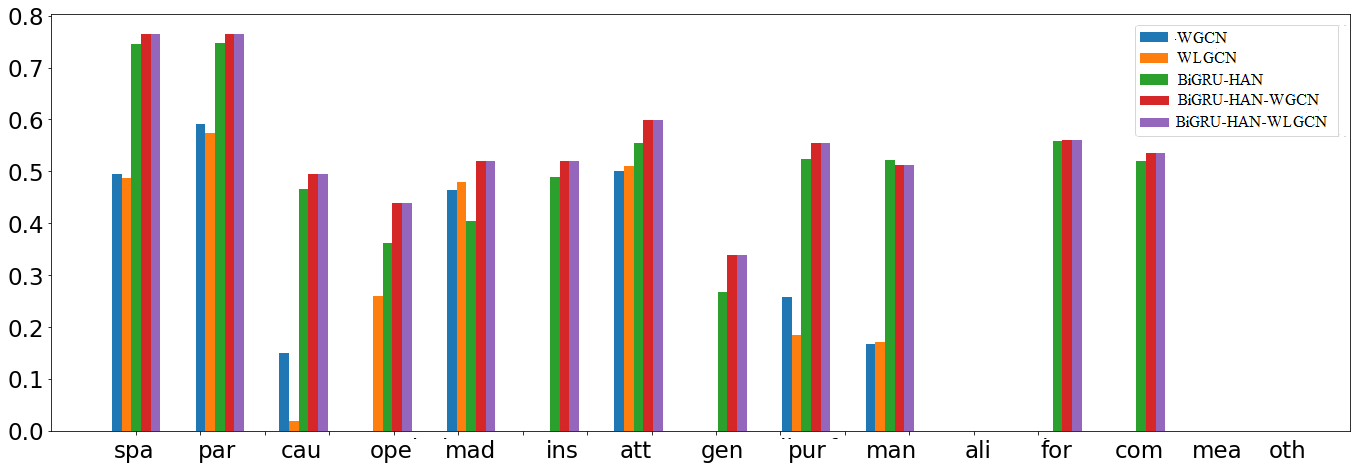 0.8
0.7
0.6
0.5
0.4
0.3
0.2
0.1
0.0
WGCN
WLGCN
BiGRU-HAN
BiGRU-HAN-WGCN
BiGRU-HAN-WLGCN
spa par cau ope mad ins att gen pur man ali for com mea oth